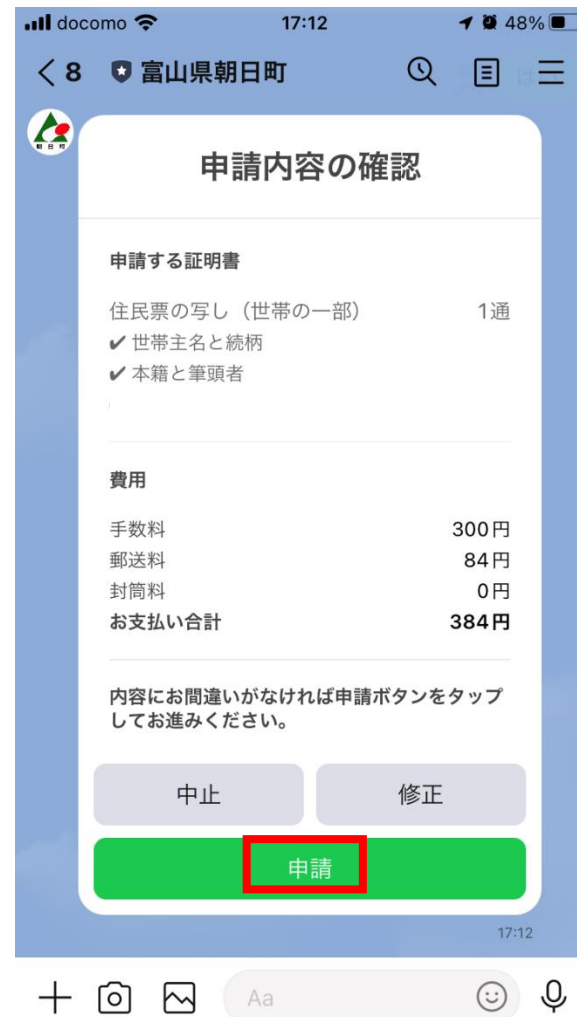 docomo 17:12 48%
8 富山県朝日町
朝日町
申請内容の確認
申請する証明書
住民票の写し（世帯の一部） 1通
✔ 世帯主名と続柄
✔ 本籍と筆頭者
費用
手数料 300円
郵送料 84円
封筒料 0円
お支払い合計 384円
内容にお間違いがなければ申請ボタンをタップ
してお進みください。
中止 修正
申請
17:12
Aa